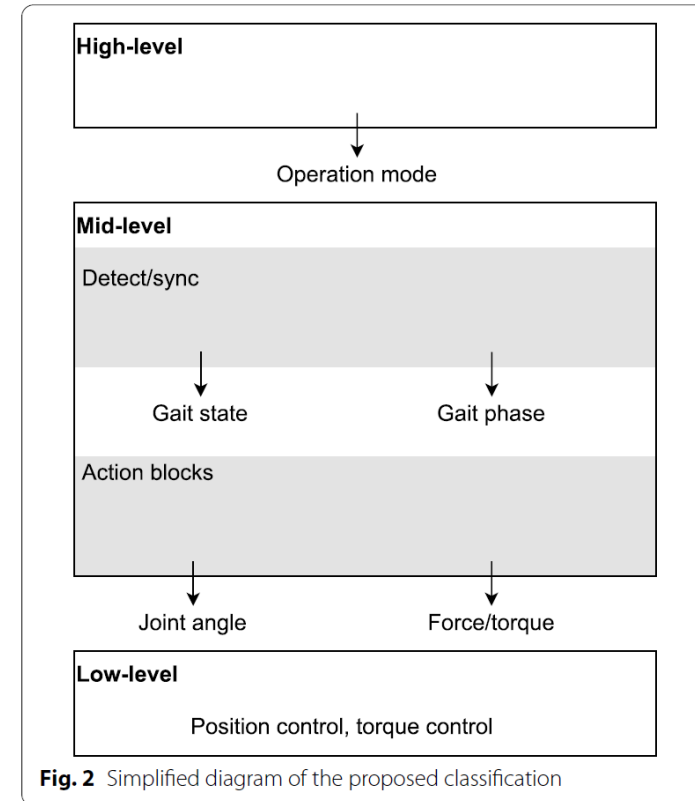 High-level
Operation mode
Mid-level
Detect/sync
Gait state Gait phase
Action blocks
Joint angle Force/torque
Low-level
Position control, torque control
Fig. 2 Simplified diagram of the proposed classification